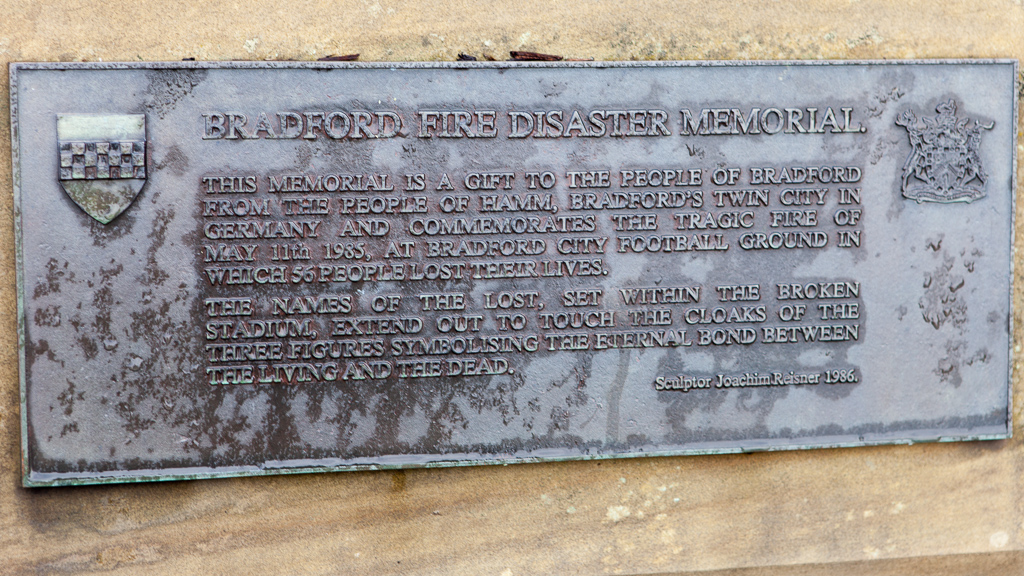 BRADFORD FIRE DISASTER MEMORIAL.
THIS MEMORIAL IS A GIFT TO THE PEOPLE OF BRADFORD
FROM THE PEOPLE OF HAMM, BRADFORD'S TWIN CITY IN
GERMANY AND COMMEMORATES THE TRAGIC FIRE OF
MAY 11th 1985, AT BRADFORD CITY FOOTBALL GROUND IN
WHICH 56 PEOPLE LOST THEIR LIVES.
THE NAMES OF THE LOST, SET WITHIN THE BROKEN
STADIUM, EXTEND OUT TO TOUCH THE CLOAKS OF THE
THREE FIGURES SYMBOLISING THE ETERNAL BOND BETWEEN
THE LIVING AND THE DEAD.
Sculptor Joachim Reisner 1986.